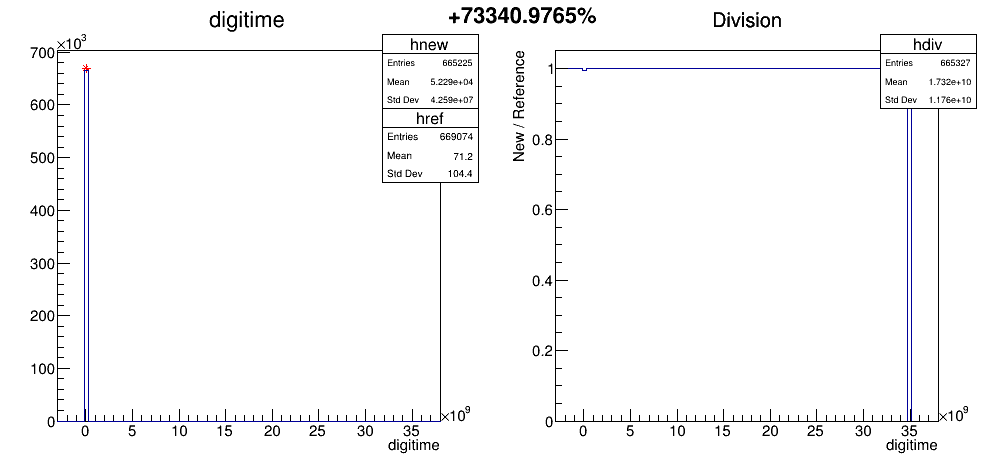 +73340.9765%
digitime
×10³
700
600
500
400
300
200
100
0
0 5 10 15 20 25 30 35
×10⁹
digitime
hnew
Entries 665225
Mean 5.229e+04
Std Dev 4.259e+07
href
Entries 669074
Mean 71.2
Std Dev 104.4
Division
New / Reference
1
0.8
0.6
0.4
0.2
0
0 5 10 15 20 25 30 35
×10⁹
digitime
hdiv
Entries 665327
Mean 1.732e+10
Std Dev 1.176e+10